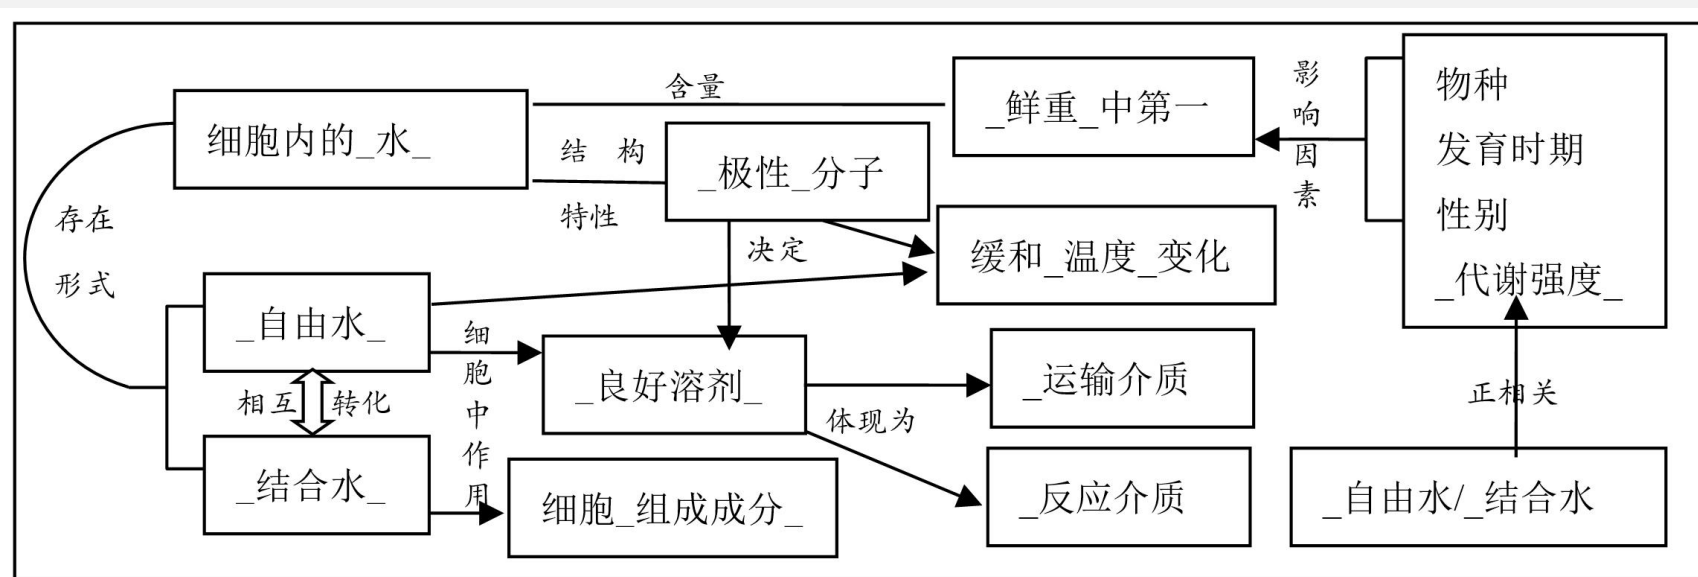 含量
_鲜重_中第一
影响因素
物种
发育时期
性别
_代谢强度_
细胞内的_水_
结 构
特性
_极性_分子
存在
形式
决定
缓和_温度_变化
_自由水_
细胞中作用
_良好溶剂_
_运输介质
相互
转化
体现为
正相关
_结合水_
细胞_组成成分_
_反应介质
_自由水/_结合水